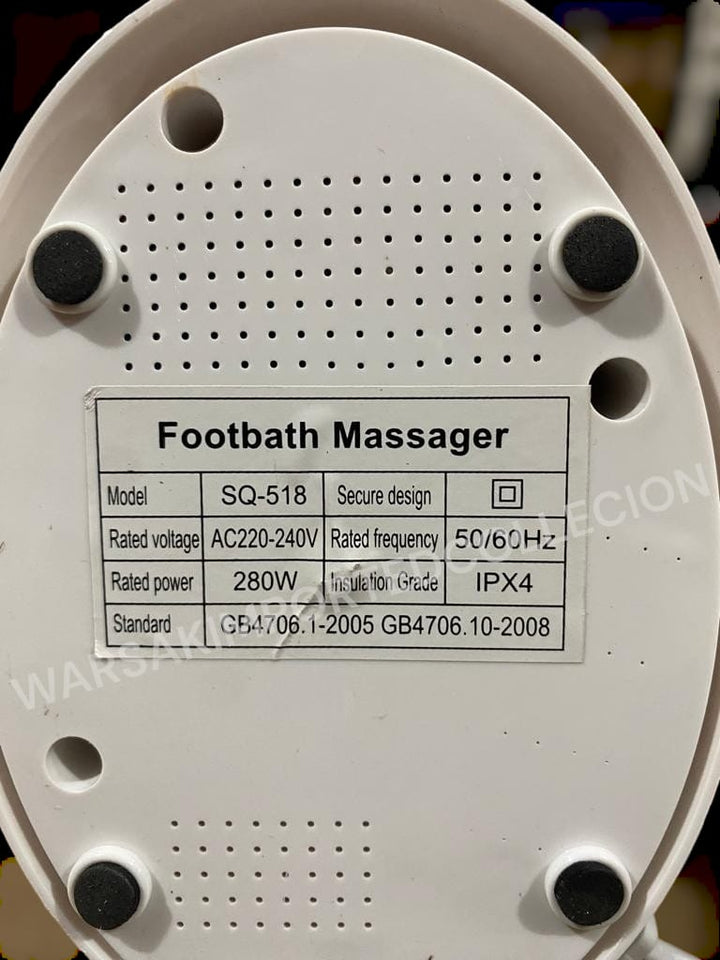 Footbath Massager
Model SQ-518 Secure design
Rated voltage AC220-240V Rated frequency 50/60Hz
Rated power 280W Insulation Grade IPX4
Standard GB4706.1-2005 GB4706.10-2008
WARSAKIMPORTEDCOLLECION